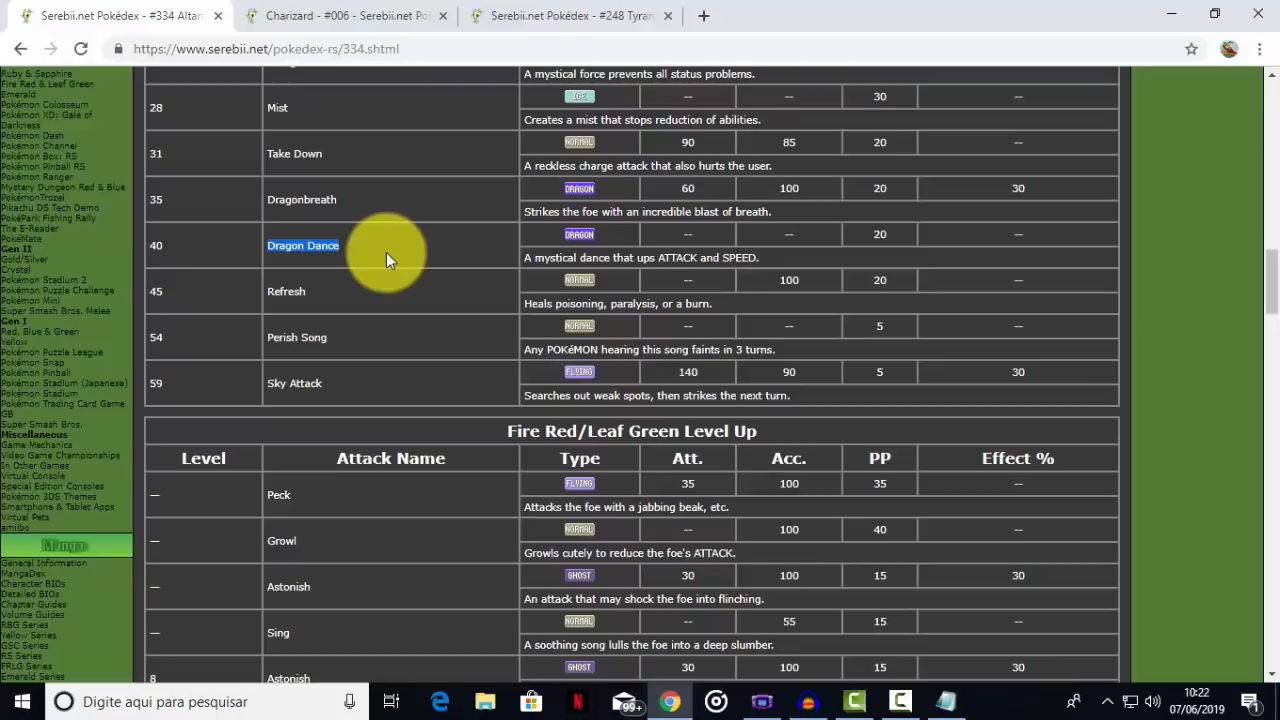 Serebii.net Pokédex - #334 Altar
Charizard - #006 - Serebii.net Po
Serebii.net Pokédex - #248 Tyran
https://www.serebii.net/pokedex-rs/334.shtml
Ruby & Sapphire
Fire Red & Leaf Green
Emerald
Pokémon Colosseum
Pokémon XD: Gale of
Darkness
Pokémon Dash
Pokémon Channel
Pokémon Box: RS
Pokémon Pinball RS
Pokémon Ranger
Mystery Dungeon Red & Blue
PokémonTrozei
Pikachu DS Tech Demo
PokéPark Fishing Rally
The E-Reader
PokéMate
Gen II
Gold/Silver
Crystal
Pokémon Stadium 2
Pokémon Puzzle Challenge
Pokémon Mini
Super Smash Bros. Melee
Gen I
Red, Blue & Green
Yellow
Pokémon Puzzle League
Pokémon Snap
Pokémon Pinball
Pokémon Stadium (Japanese)
Pokémon Stadium
Pokémon Trading Card Game
GB
Super Smash Bros.
Miscellaneous
Game Mechanics
Video Game Championships
In Other Games
Virtual Console
Special Edition Consoles
Pokémon 3DS Themes
Smartphone & Tablet Apps
Virtual Pets
amiibo
Manga
General Information
MangaDex
Character BIOs
Detailed BIOs
Chapter Guides
Volume Guides
RBG Series
Yellow Series
GSC Series
RS Series
FRLG Series
Emerald Series
A mystical force prevents all status problems.
28 Mist ICE -- -- 30 --
Creates a mist that stops reduction of abilities.
31 Take Down NORMAL 90 85 20 --
A reckless charge attack that also hurts the user.
35 Dragonbreath DRAGON 60 100 20 30
Strikes the foe with an incredible blast of breath.
40 Dragon Dance DRAGON -- -- 20 --
A mystical dance that ups ATTACK and SPEED.
45 Refresh NORMAL -- 100 20 --
Heals poisoning, paralysis, or a burn.
54 Perish Song NORMAL -- -- 5 --
Any POKéMON hearing this song faints in 3 turns.
59 Sky Attack FLYING 140 90 5 30
Searches out weak spots, then strikes the next turn.
Fire Red/Leaf Green Level Up
Level Attack Name Type Att. Acc. PP Effect %
— Peck FLYING 35 100 35 --
Attacks the foe with a jabbing beak, etc.
— Growl NORMAL -- 100 40 --
Growls cutely to reduce the foe's ATTACK.
— Astonish GHOST 30 100 15 30
An attack that may shock the foe into flinching.
— Sing NORMAL -- 55 15 --
A soothing song lulls the foe into a deep slumber.
8 Astonish GHOST 30 100 15 30
Digite aqui para pesquisar
99+
10:22
07/06/2019
1